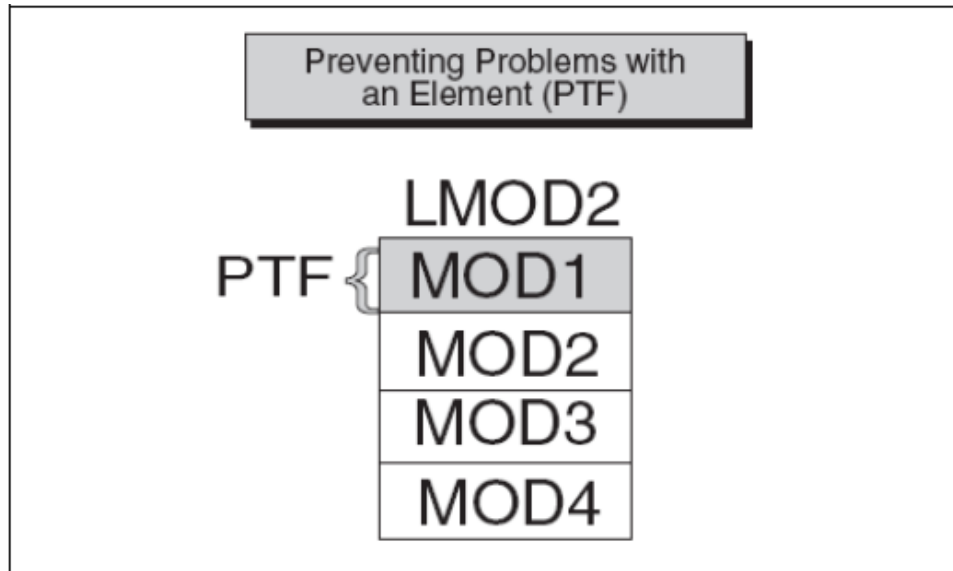 Preventing Problems with
an Element (PTF)
LMOD2
PTF { MOD1
MOD2
MOD3
MOD4